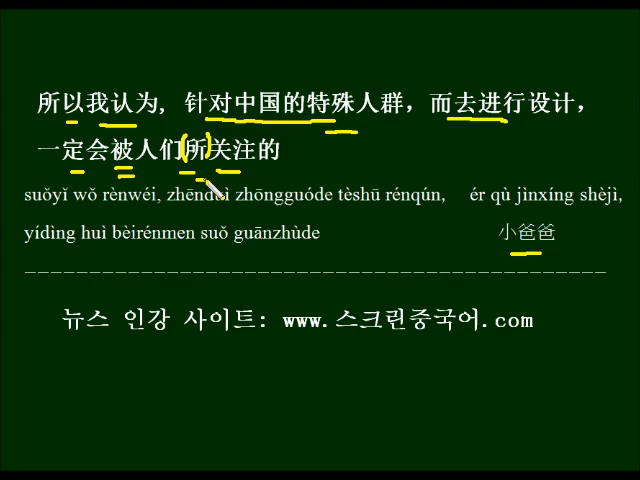 所以我认为, 针对中国的特殊人群，而去进行设计，
一定会被人们(所)关注的
suǒyǐ wǒ rènwéi, zhēnduì zhōngguóde tèshū rénqún, ér qù jìnxíng shèjì,
yídìng huì bèirénmen suǒ guānzhùde 小爸爸
뉴스 인강 사이트: www.스크린중국어.com